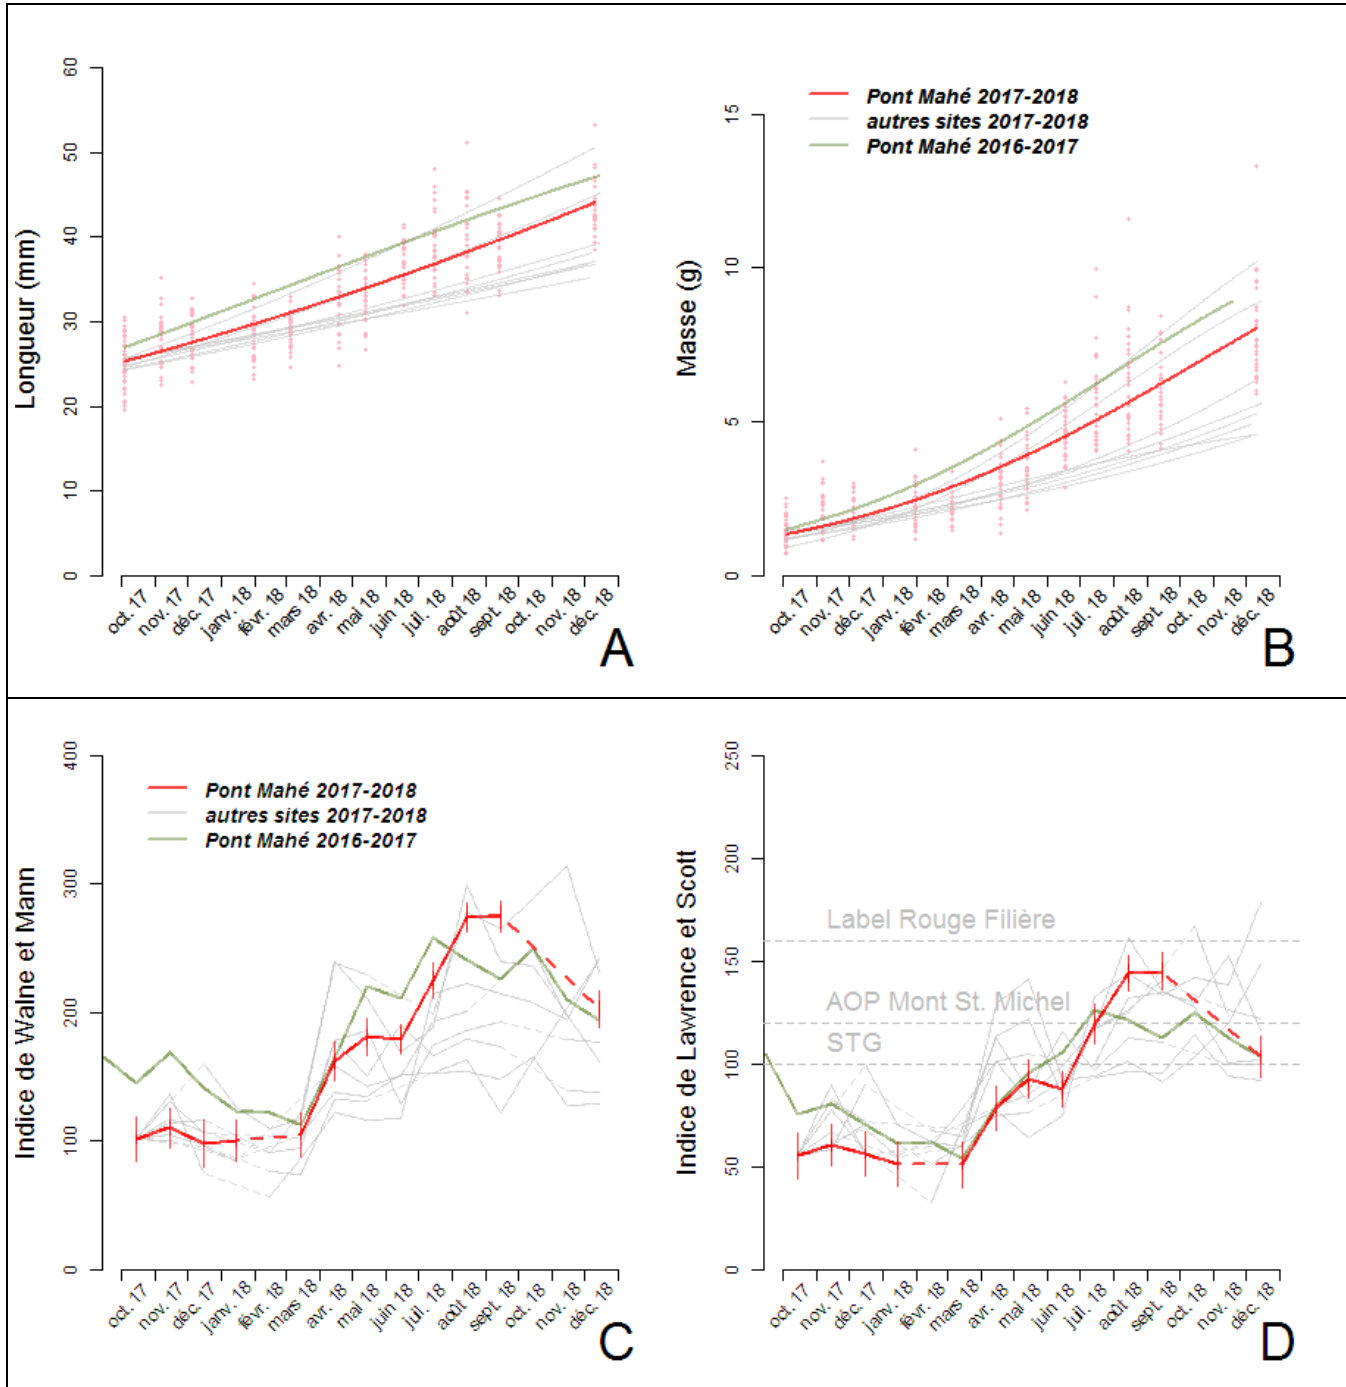 Longueur (mm)
60
50
40
30
20
10
0
oct. 17
nov. 17
déc. 17
janv. 18
févr. 18
mars 18
avr. 18
mai 18
juin 18
juil. 18
août 18
sept. 18
oct. 18
nov. 18
déc. 18
A
Masse (g)
15
10
5
0
Pont Mahé 2017-2018
autres sites 2017-2018
Pont Mahé 2016-2017
oct. 17
nov. 17
déc. 17
janv. 18
févr. 18
mars 18
avr. 18
mai 18
juin 18
juil. 18
août 18
sept. 18
oct. 18
nov. 18
déc. 18
B
Indice de Walne et Mann
400
300
200
100
0
Pont Mahé 2017-2018
autres sites 2017-2018
Pont Mahé 2016-2017
oct. 17
nov. 17
déc. 17
janv. 18
févr. 18
mars 18
avr. 18
mai 18
juin 18
juil. 18
août 18
sept. 18
oct. 18
nov. 18
déc. 18
C
Indice de Lawrence et Scott
250
200
150
100
50
0
Label Rouge Filière
AOP Mont St. Michel
STG
oct. 17
nov. 17
déc. 17
janv. 18
févr. 18
mars 18
avr. 18
mai 18
juin 18
juil. 18
août 18
sept. 18
oct. 18
nov. 18
déc. 18
D